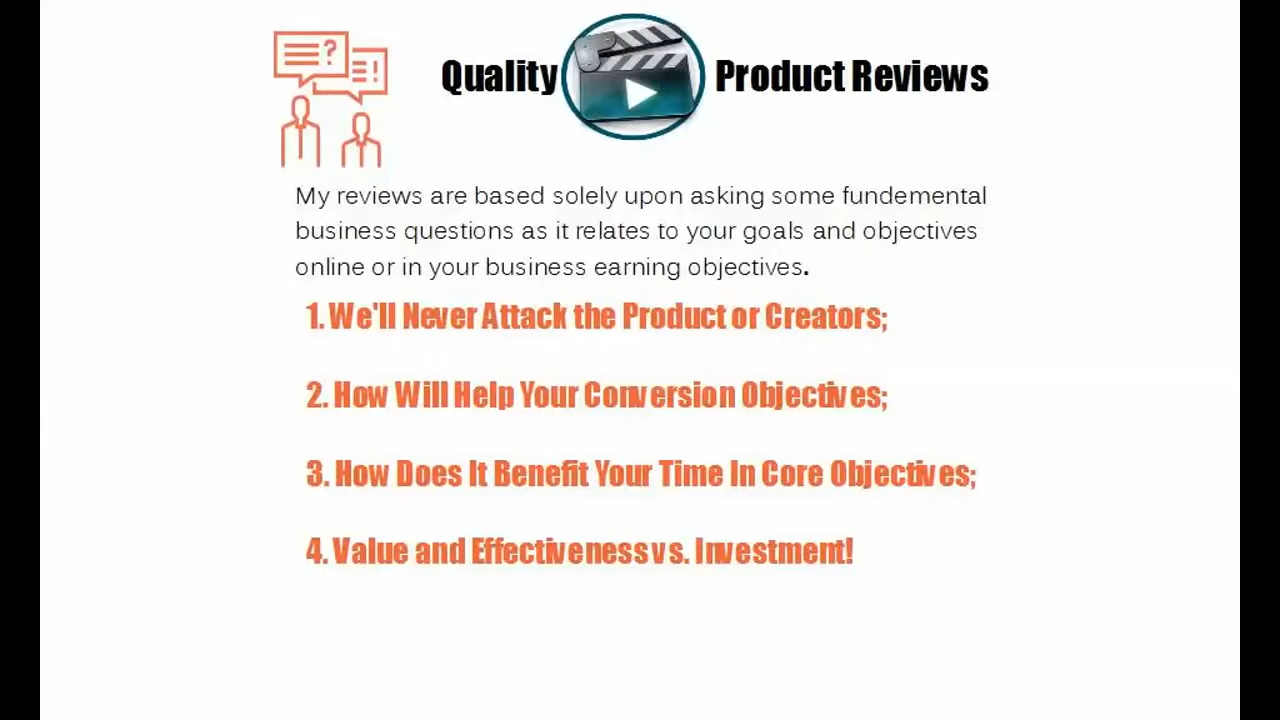 Quality Product Reviews
My reviews are based solely upon asking some fundemental
business questions as it relates to your goals and objectives
online or in your business earning objectives.
1. We'll Never Attack the Product or Creators;
2. How Will Help Your Conversion Objectives;
3. How Does It Benefit Your Time In Core Objectives;
4. Value and Effectiveness vs. Investment!